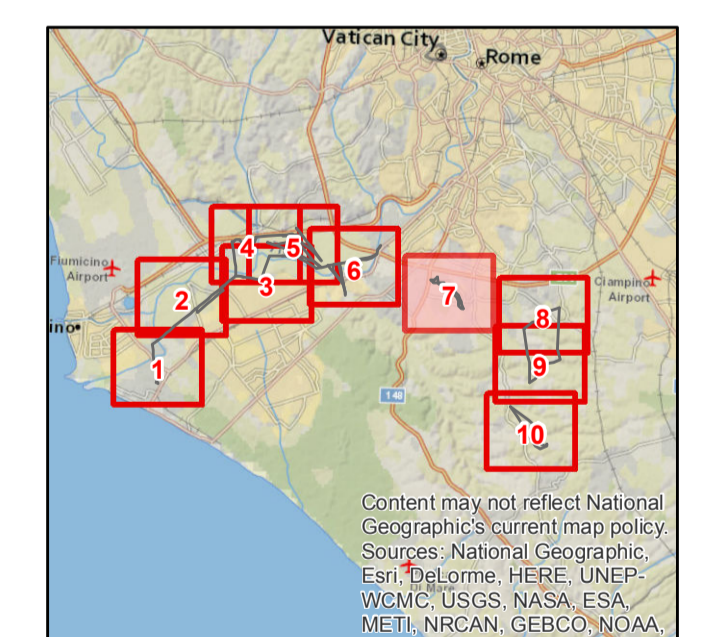 Vatican City
Rome
Fiumicino
Airport
ino
4
5
6
3
2
7
Ciampino
Airport
8
1
9
148
10
Content may not reflect National
Geographic's current map policy.
Sources: National Geographic,
Esri, DeLorme, HERE, UNEP-
WCMC, USGS, NASA, ESA,
METI, NRCAN, GEBCO, NOAA,
Di Mare